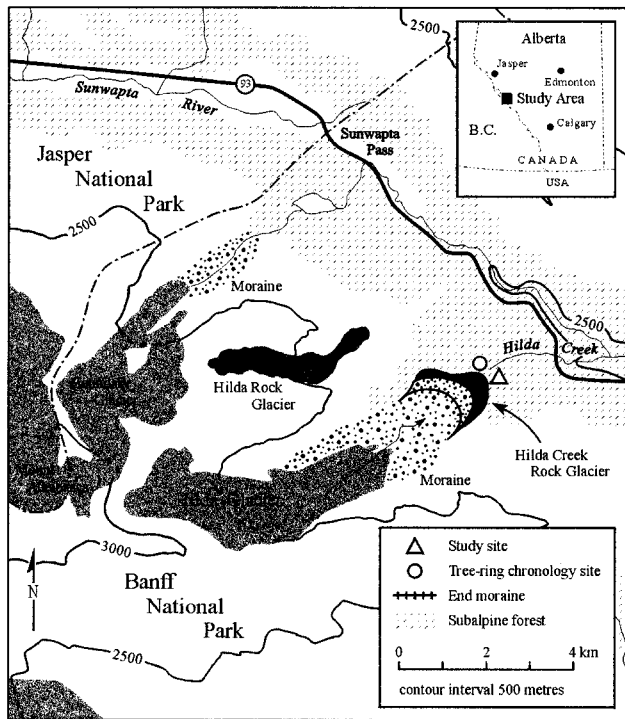 2500
Alberta
Jasper
Edmonton
Study Area
Calgary
B.C.
CANADA
USA
93
Sunwapta
River
Sunwapta
Pass
Jasper
National
Park
2500
Moraine
2500
Hilda
Creek
Hilda Rock
Glacier
Hilda Creek
Rock Glacier
Moraine
3000
N
Banff
National
Park
2500
Study site
Tree-ring chronology site
End moraine
Subalpine forest
0 2 4 km
contour interval 500 metres